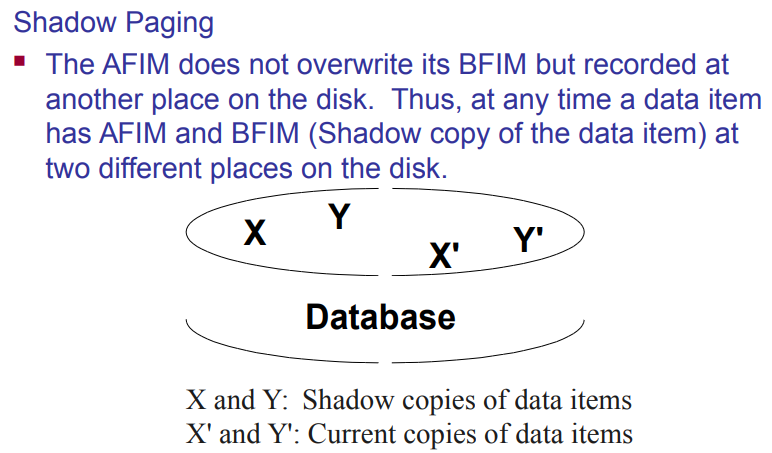 Shadow Paging
▪ The AFIM does not overwrite its BFIM but recorded at
another place on the disk.  Thus, at any time a data item
has AFIM and BFIM (Shadow copy of the data item) at
two different places on the disk.
X Y X' Y'
Database
X and Y:  Shadow copies of data items
X' and Y': Current copies of data items